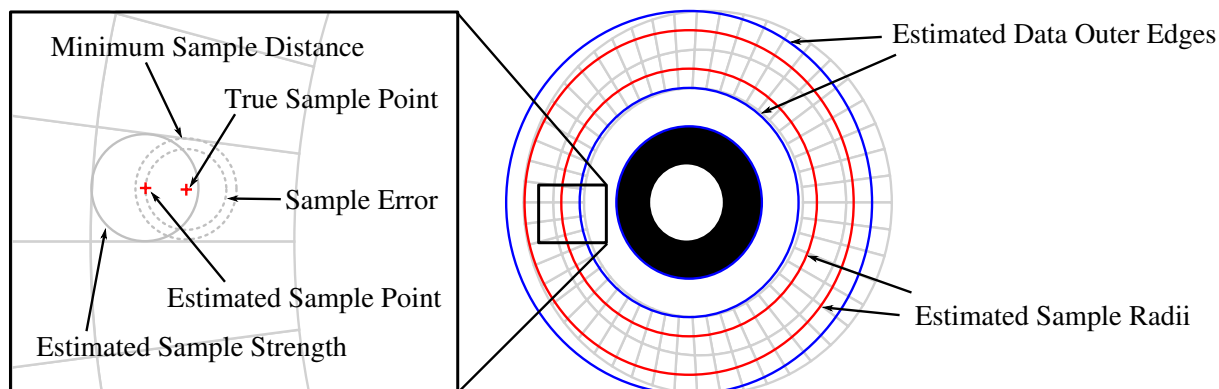 Minimum Sample Distance
True Sample Point
Sample Error
Estimated Sample Point
Estimated Sample Strength
Estimated Data Outer Edges
Estimated Sample Radii